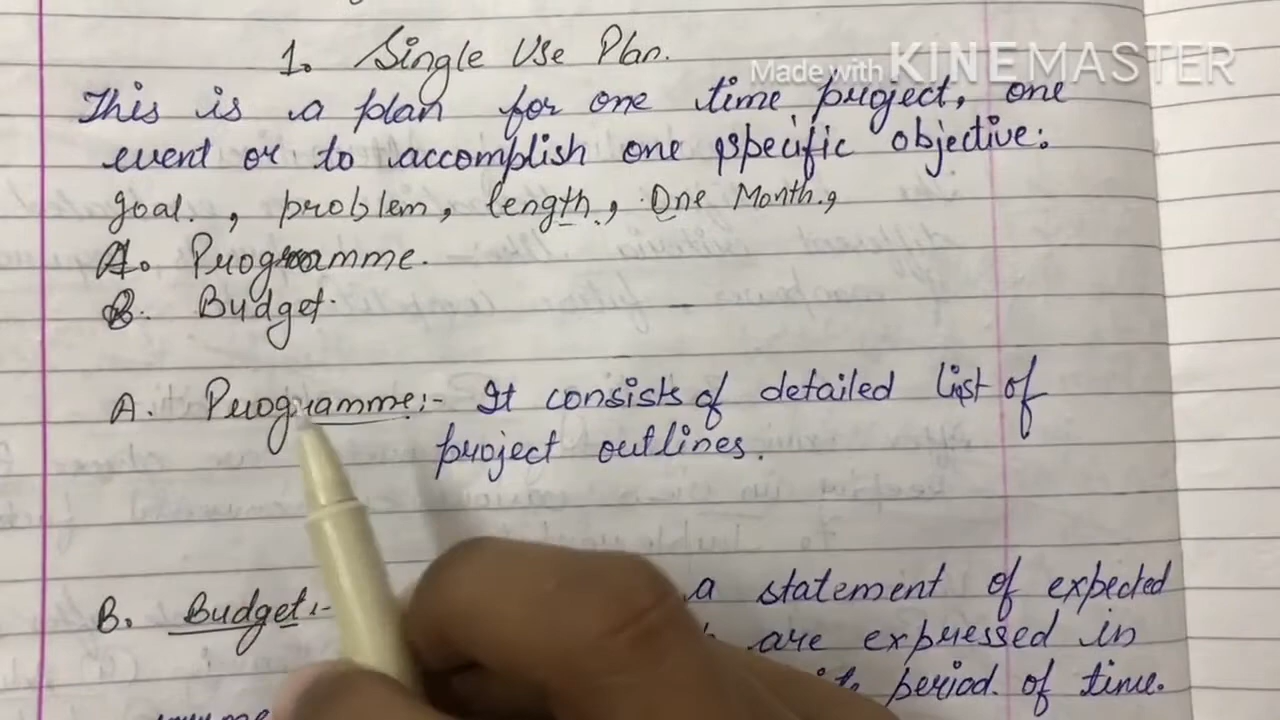 1. Single Use Plan.
Made with KINEMASTER
This is a plan for one time project, one
event or to accomplish one specific objective:
goal., problem, length, One Month.,
A. Programme.
B. Budget.
A. Programme:- It consists of detailed list of
project outlines.
B. Budget:- a statement of expected
are expressed in
period. of time.